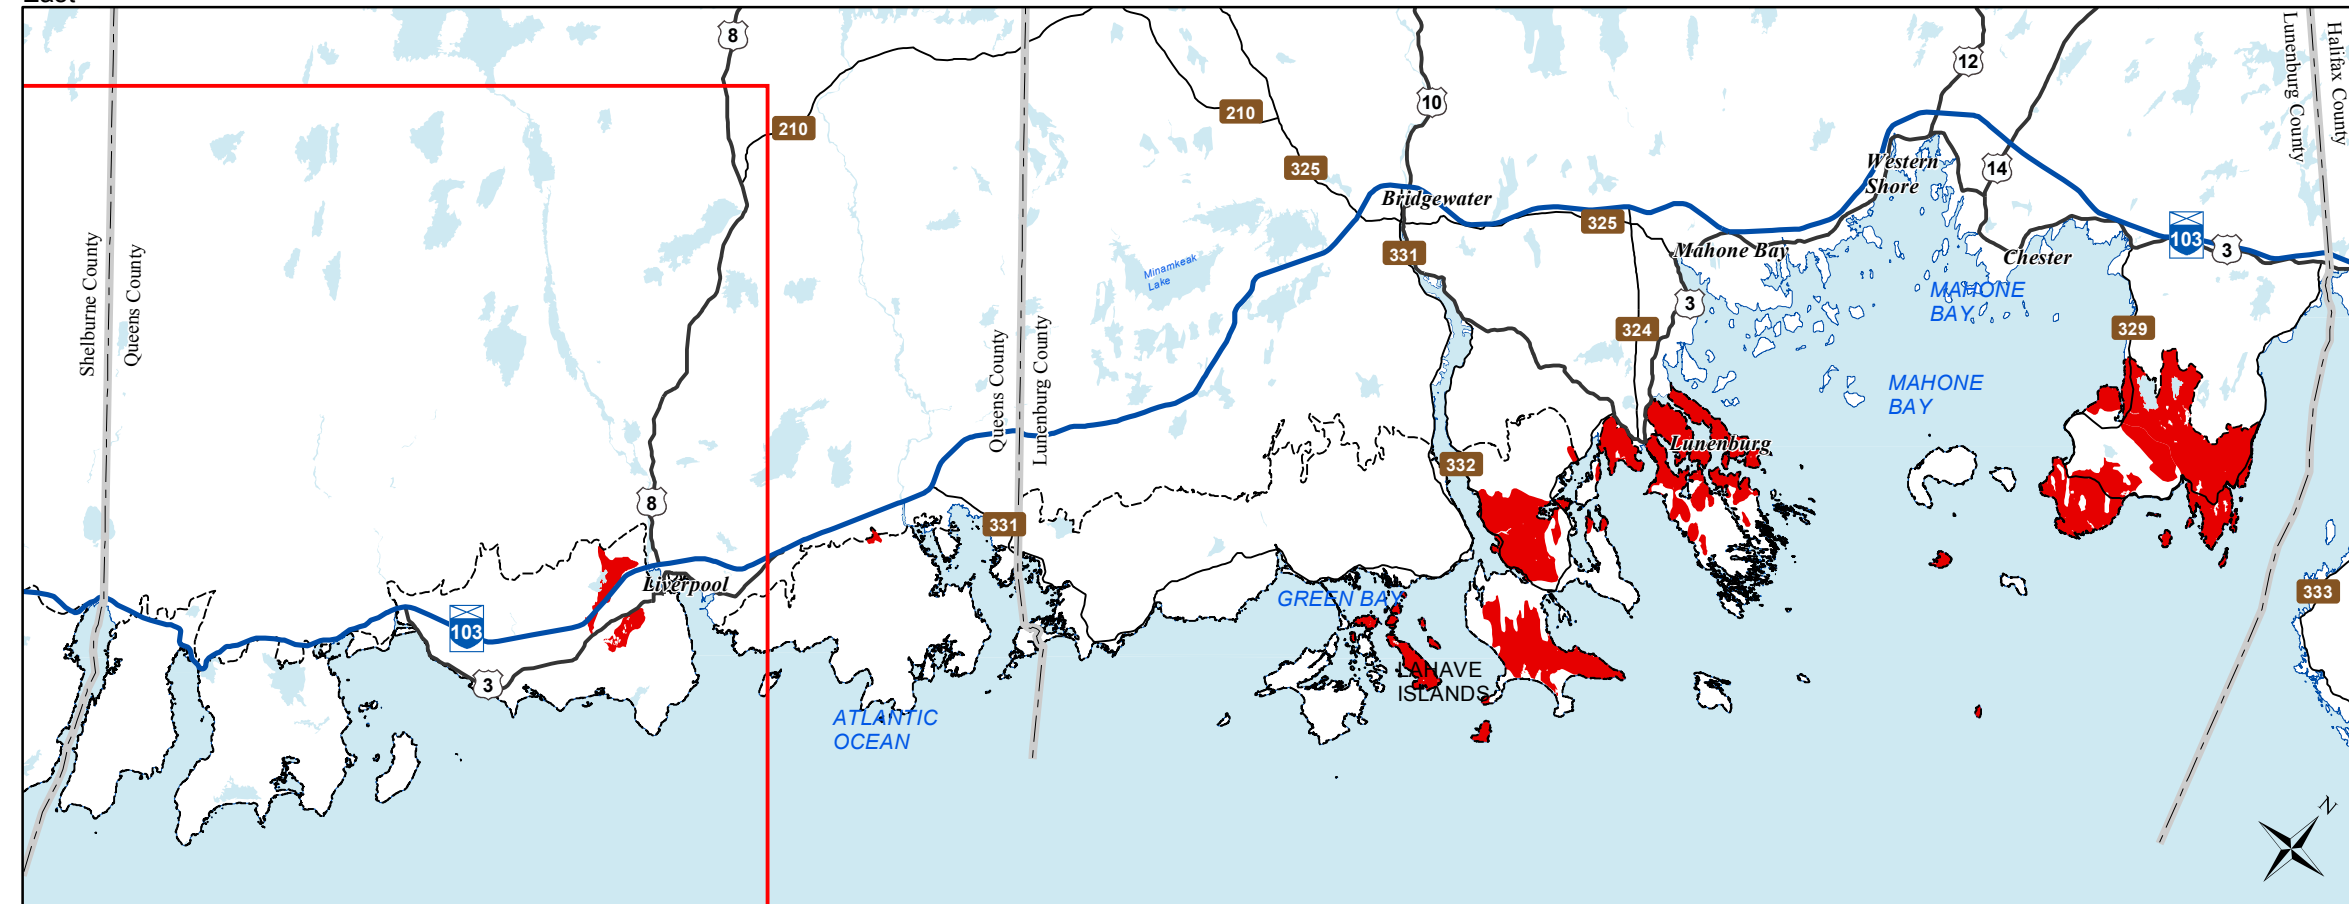 8
12
10
210
210
325
14
Western
Shore
Bridgewater
325
331
Mahone Bay
Chester
103
3
Halifax County
Lunenburg County
Shelburne County
Queens County
Minamkeak
Lake
MAHONE
BAY
3
324
329
MAHONE
BAY
Queens County
Lunenburg County
Lunenburg
332
8
331
Liverpool
GREEN BAY
333
103
3
LAHAVE
ISLANDS
ATLANTIC
OCEAN
N